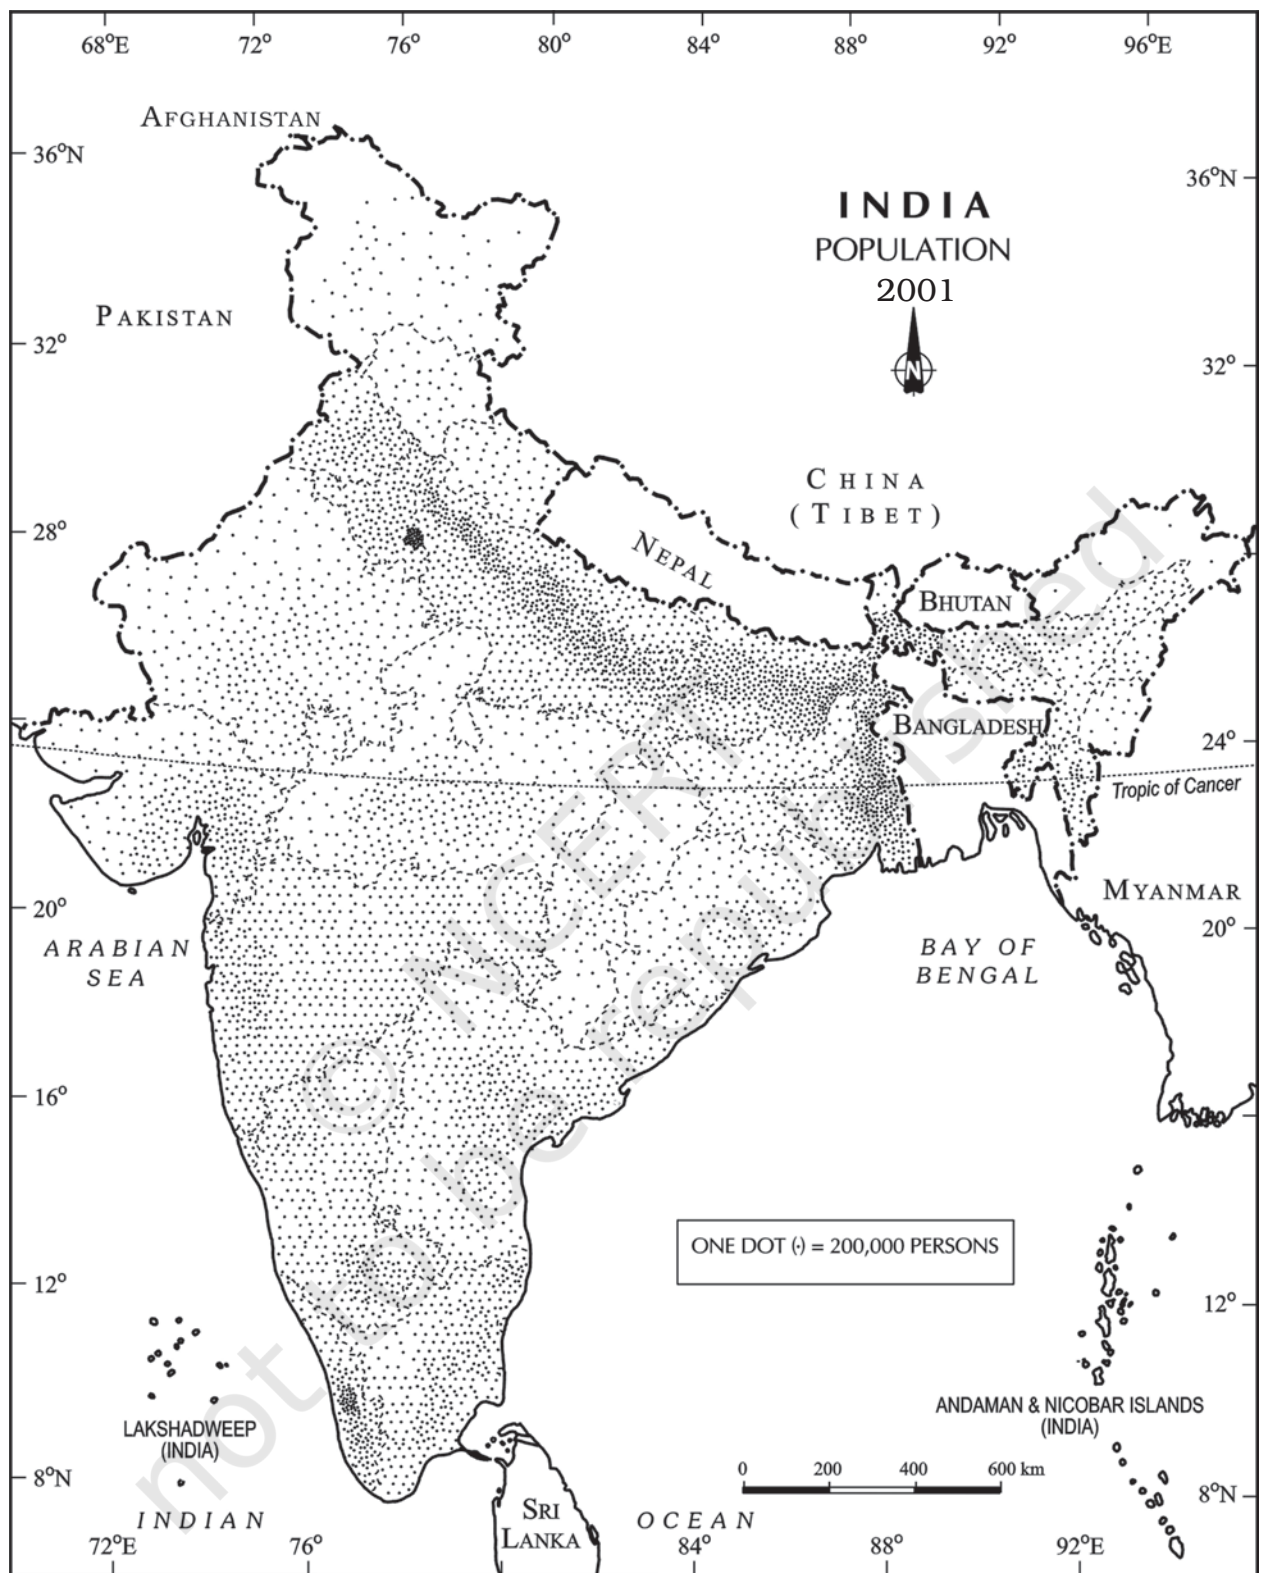 68°E 72° 76° 80° 84° 88° 92° 96°E
AFGHANISTAN
36°N
36°N
INDIA
POPULATION
2001
PAKISTAN
N
32°
32°
CHINA
(TIBET)
28°
NEPAL
BHUTAN
BANGLADESH
24°
Tropic of Cancer
MYANMAR
20°
20°
ARABIAN
SEA
BAY OF
BENGAL
16°
ONE DOT (·) = 200,000 PERSONS
12°
12°
LAKSHADWEEP
(INDIA)
ANDAMAN & NICOBAR ISLANDS
(INDIA)
0 200 400 600 km
8°N
8°N
SRI
LANKA
INDIAN OCEAN
72°E 76° 84° 88° 92°E
© NCERT
not to be republished